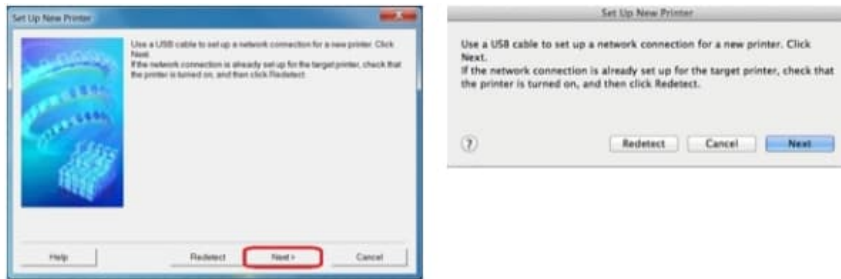 Set Up New Printer
Use a USB cable to set up a network connection for a new printer. Click
Next.
If the network connection is already set up for the target printer, check that
the printer is turned on, and then click Redetect.
Help
Redetect
Next >
Cancel
Set Up New Printer
Use a USB cable to set up a network connection for a new printer. Click
Next.
If the network connection is already set up for the target printer, check that
the printer is turned on, and then click Redetect.
?
Redetect
Cancel
Next